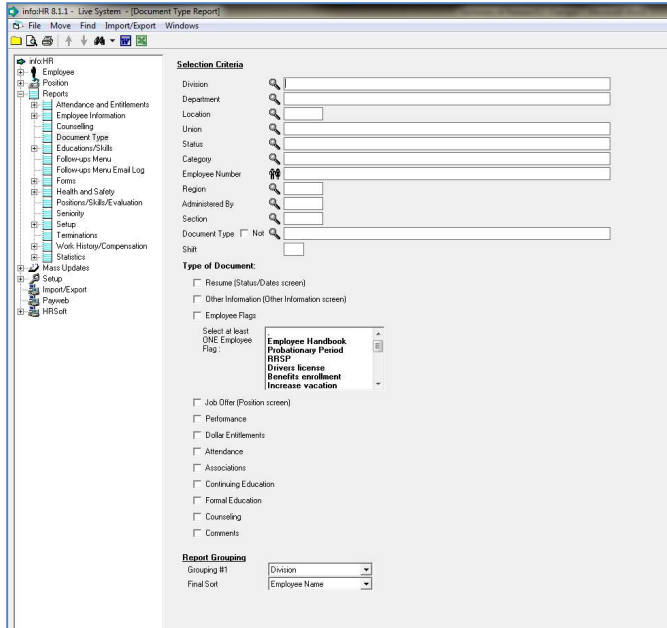 info:HR 8.1.1 - Live System - [Document Type Report]
File Move Find Import/Export Windows
info:HR
Employee
Position
Reports
Attendance and Entitlements
Employee Information
Counselling
Document Type
Educations/Skills
Follow-ups Menu
Follow-ups Menu Email Log
Forms
Health and Safety
Positions/Skills/Evaluation
Seniority
Setup
Terminations
Work History/Compensation
Statistics
Mass Updates
Setup
Import/Export
Payweb
HRSoft
Selection Criteria
Division
Department
Location
Union
Status
Category
Employee Number
Region
Administered By
Section
Document Type Not
Shift
Type of Document:
Resume (Status/Dates screen)
Other Information (Other Information screen)
Employee Flags
Select at least
ONE Employee
Flag :
.
Employee Handbook
Probationary Period
RRSP
Drivers license
Benefits enrollment
Increase vacation
Job Offer (Position screen)
Performance
Dollar Entitlements
Attendance
Associations
Continuing Education
Formal Education
Counseling
Comments
Report Grouping
Grouping #1 Division
Final Sort Employee Name